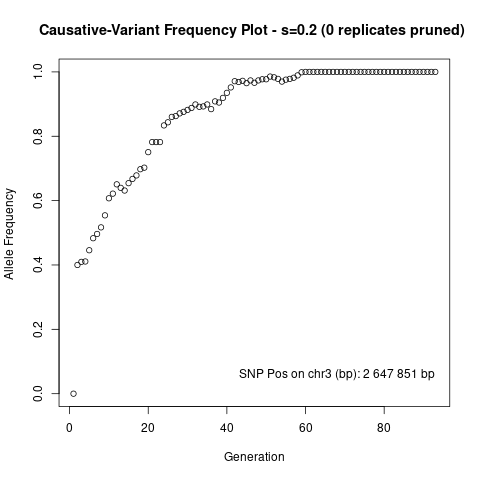 Causative-Variant Frequency Plot - s=0.2 (0 replicates pruned)
1.0
0.8
0.6
0.4
0.2
0.0
Allele Frequency
SNP Pos on chr3 (bp): 2 647 851 bp
0 20 40 60 80
Generation